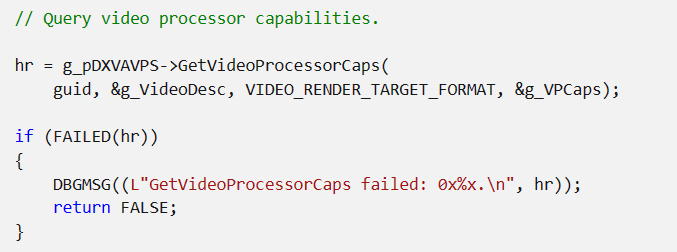 // Query video processor capabilities.
hr = g_pDXVAVPS->GetVideoProcessorCaps(
guid, &g_VideoDesc, VIDEO_RENDER_TARGET_FORMAT, &g_VPCaps);
if (FAILED(hr))
{
DBGMSG((L"GetVideoProcessorCaps failed: 0x%x.\n", hr));
return FALSE;
}